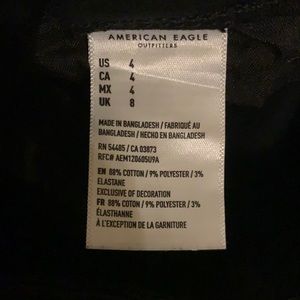 AMERICAN EAGLE
OUTFITTERS
US 4
CA 4
MX 4
UK 8
MADE IN BANGLADESH / FABRIQUÉ AU
BANGLADESH / HECHO EN BANGLADESH
RN 54485 / CA 03873
RFC# AEM120605U9A
EN 88% COTTON / 9% POLYESTER / 3%
ELASTANE
EXCLUSIVE OF DECORATION
FR 88% COTTON / 9% POLYESTER / 3%
ÉLASTHANNE
À L'EXCEPTION DE LA GARNITURE